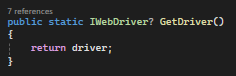 7 references
public static IWebDriver? GetDriver()
{
return driver;
}